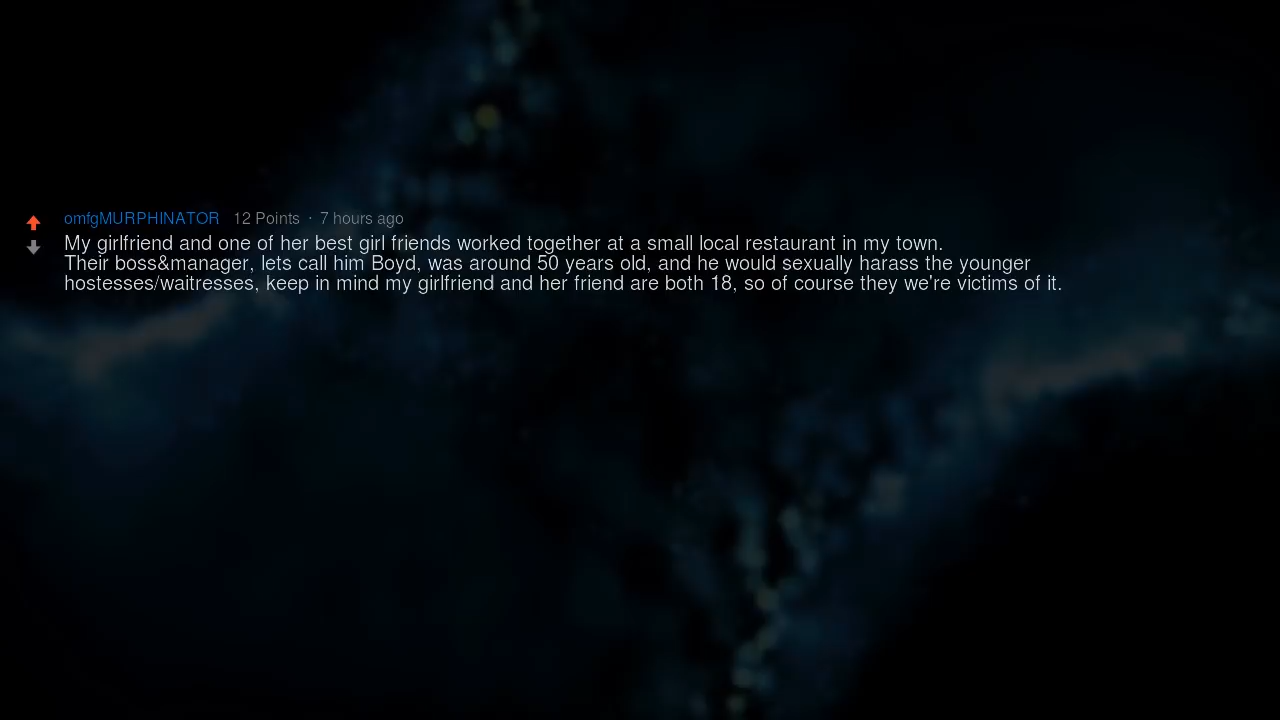 omfgMURPHINATOR 12 Points · 7 hours ago
My girlfriend and one of her best girl friends worked together at a small local restaurant in my town.
Their boss&manager, lets call him Boyd, was around 50 years old, and he would sexually harass the younger
hostesses/waitresses, keep in mind my girlfriend and her friend are both 18, so of course they we're victims of it.